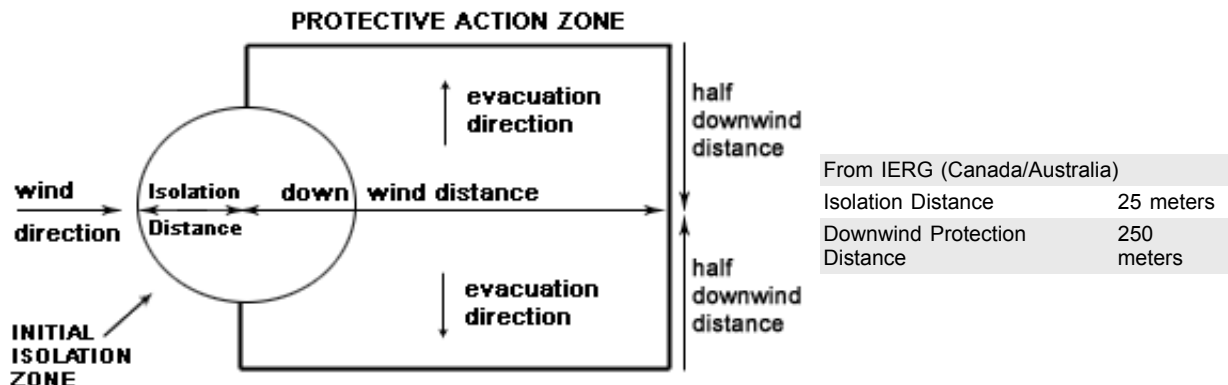 PROTECTIVE ACTION ZONE
evacuation
direction
half
downwind
distance
wind
direction
Isolation
Distance
down wind distance
evacuation
direction
half
downwind
distance
INITIAL
ISOLATION
ZONE
From IERG (Canada/Australia)
Isolation Distance 25 meters
Downwind Protection 250
Distance meters